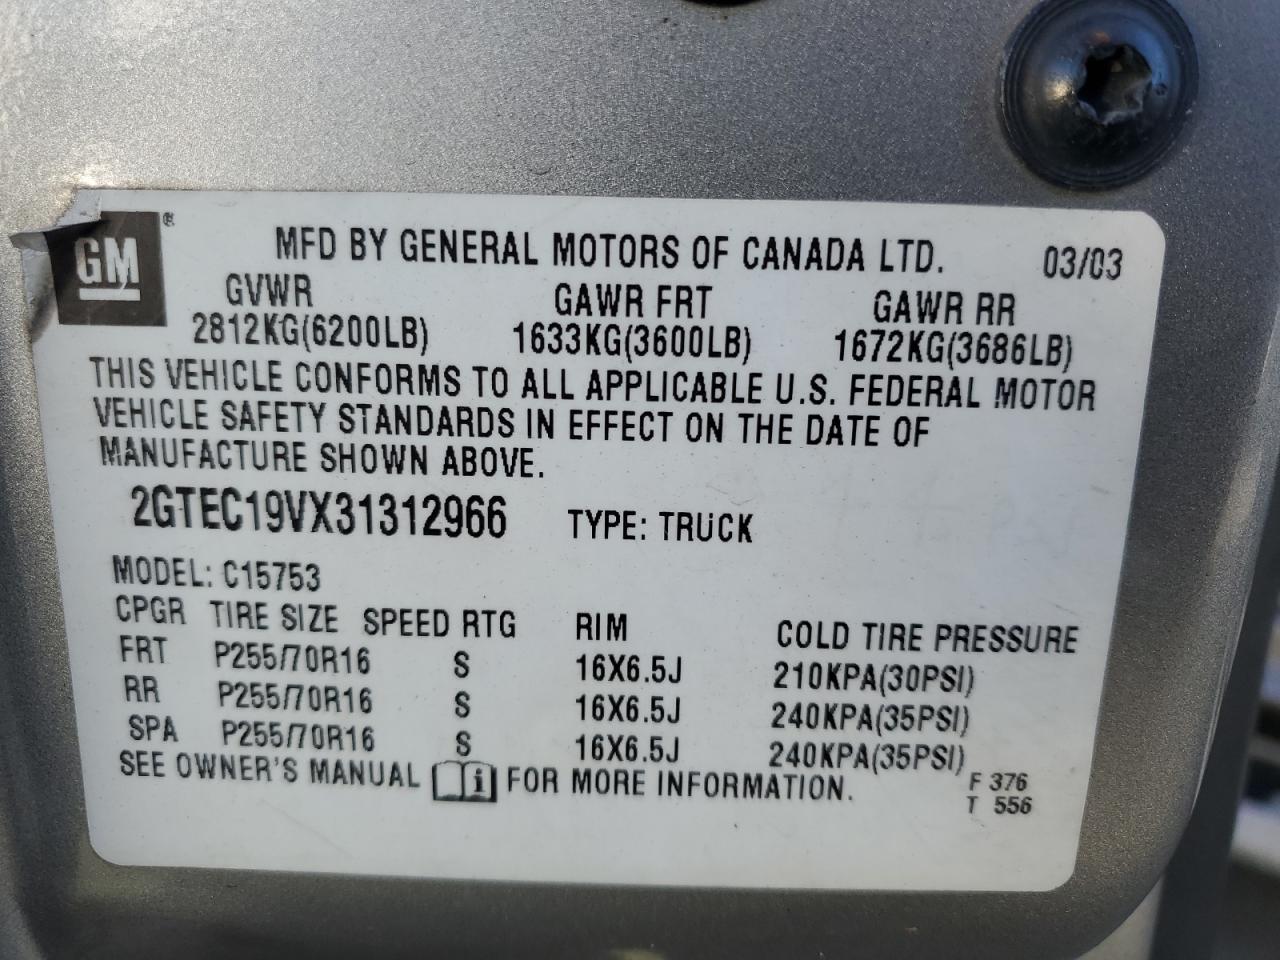 GM ®
MFD BY GENERAL MOTORS OF CANADA LTD. 03/03
GVWR GAWR FRT GAWR RR
2812KG(6200LB) 1633KG(3600LB) 1672KG(3686LB)
THIS VEHICLE CONFORMS TO ALL APPLICABLE U.S. FEDERAL MOTOR
VEHICLE SAFETY STANDARDS IN EFFECT ON THE DATE OF
MANUFACTURE SHOWN ABOVE.
2GTEC19VX31312966 TYPE: TRUCK
MODEL: C15753
CPGR TIRE SIZE SPEED RTG RIM COLD TIRE PRESSURE
FRT P255/70R16 S 16X6.5J 210KPA(30PSI)
RR P255/70R16 S 16X6.5J 240KPA(35PSI)
SPA P255/70R16 S 16X6.5J 240KPA(35PSI)
SEE OWNER'S MANUAL i FOR MORE INFORMATION.
F 376
T 556